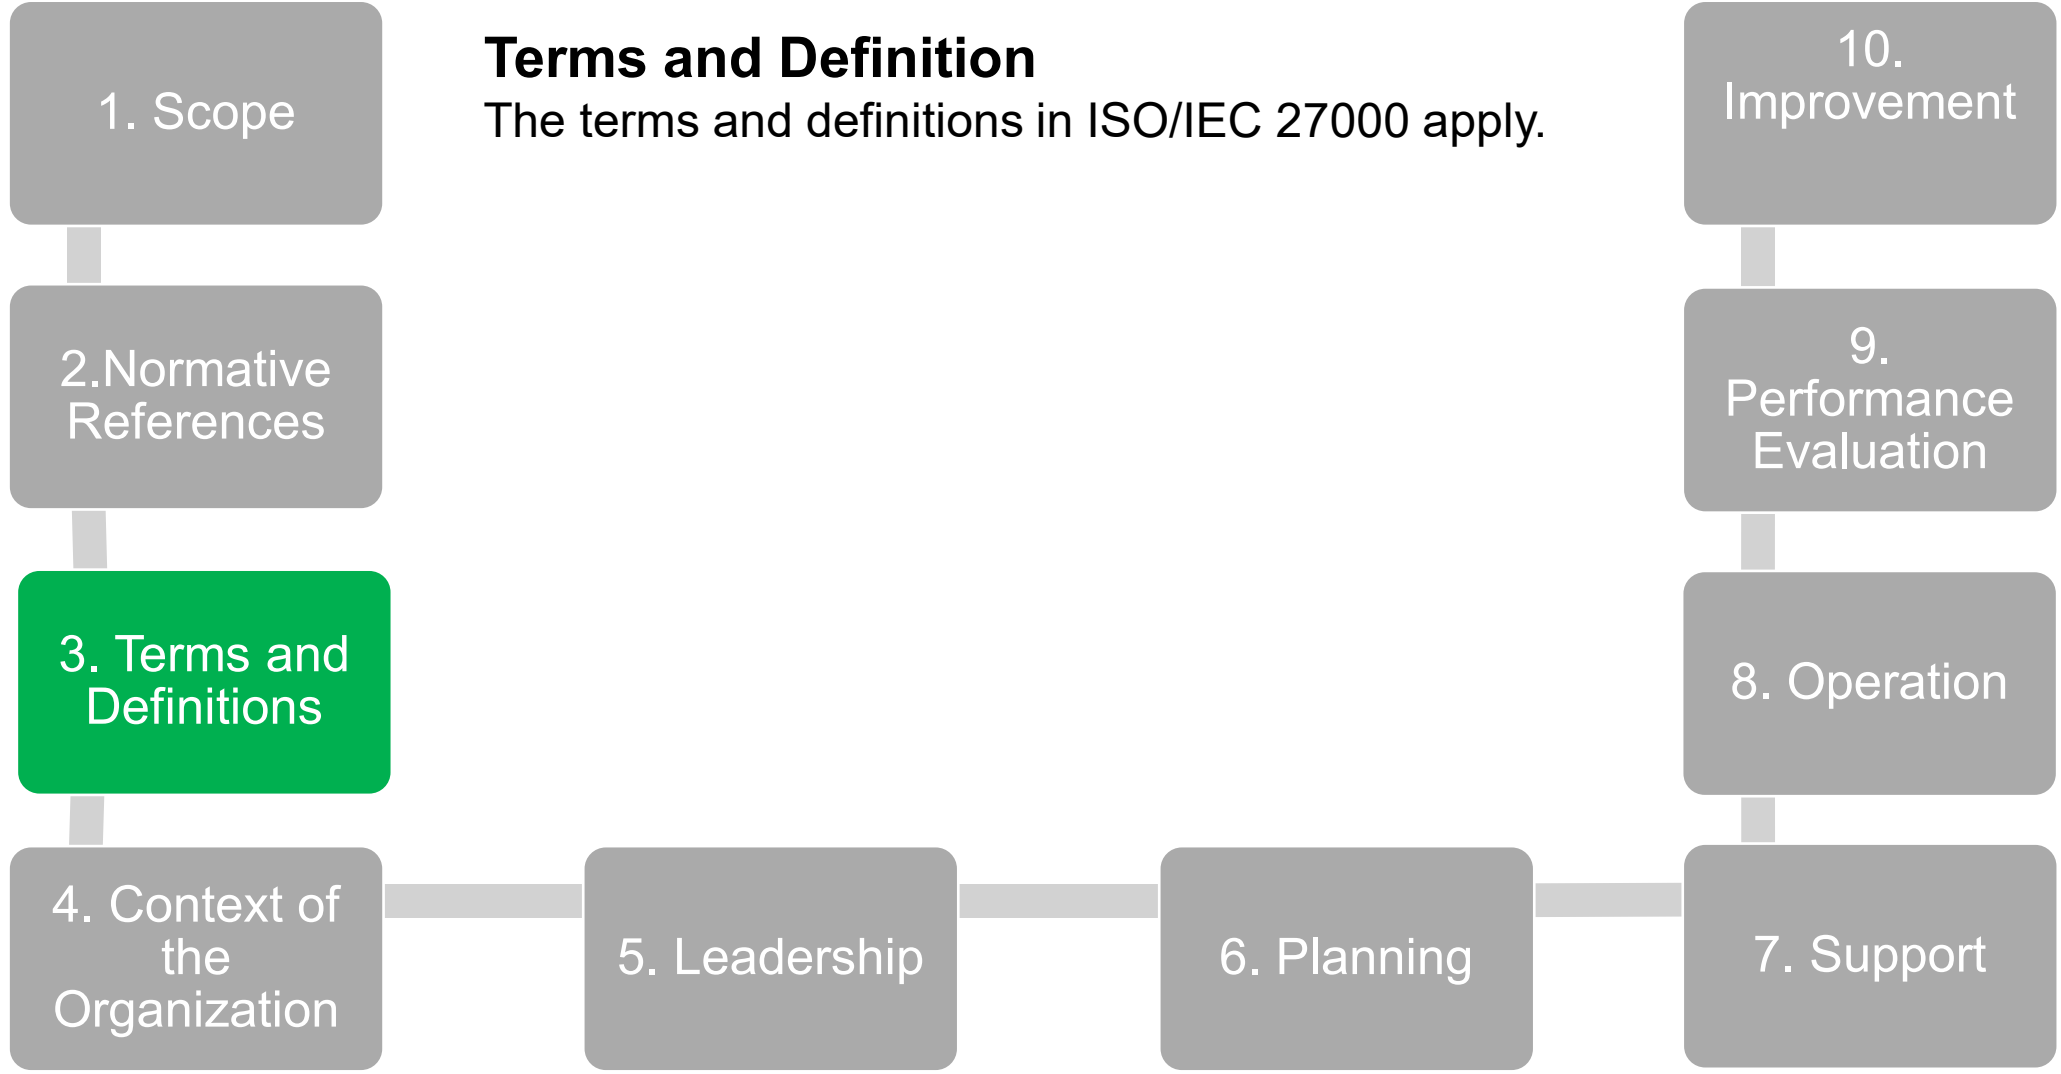 1. Scope
Terms and Definition
The terms and definitions in ISO/IEC 27000 apply.
10.
Improvement
2.Normative
References
9.
Performance
Evaluation
3. Terms and
Definitions
8. Operation
4. Context of
the
Organization
5. Leadership
6. Planning
7. Support